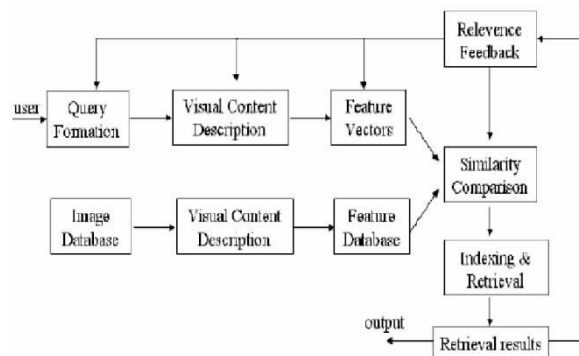 Relevence
Feedback
user
Query
Formation
Visual Content
Description
Feature
Vectors
Similarity
Comparison
Image
Database
Visual Content
Description
Feature
Database
Indexing &
Retrieval
output
Retrieval results